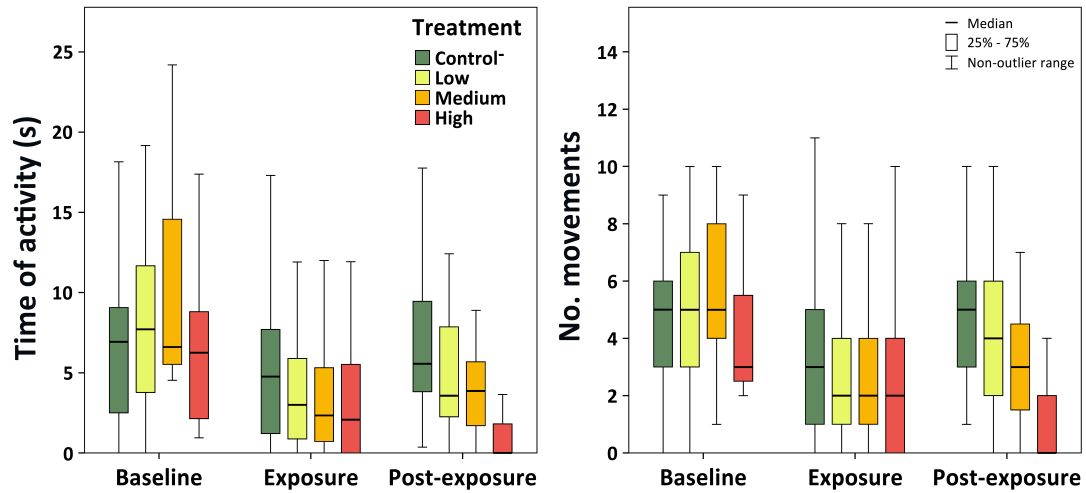 Treatment
Control-
Low
Medium
High
Time of activity (s)
25
20
15
10
5
0
Baseline Exposure Post-exposure
Median
25% - 75%
Non-outlier range
No. movements
14
12
10
8
6
4
2
0
Baseline Exposure Post-exposure